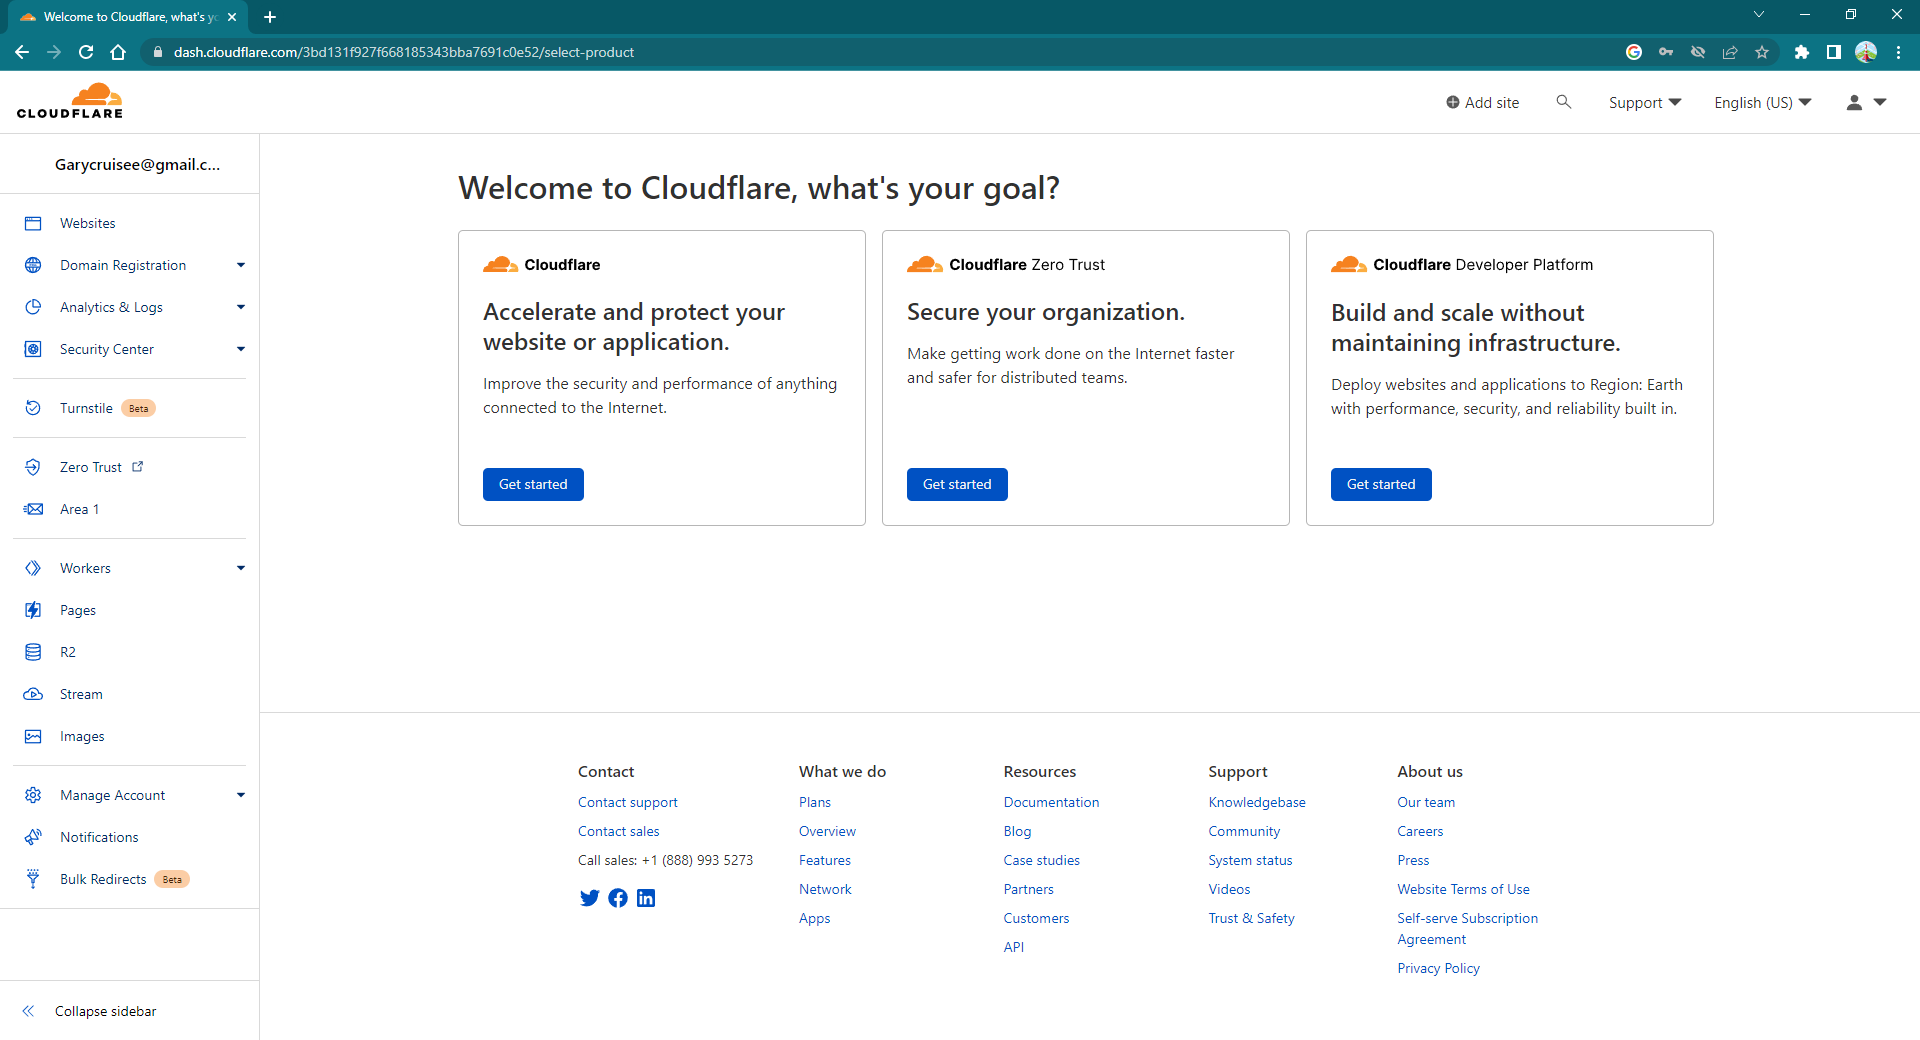 Welcome to Cloudflare, what's yo
dash.cloudflare.com/3bd131f927f668185343bba7691c0e52/select-product
CLOUDFLARE
Add site
Support
English (US)
Garycruisee@gmail.c...
Websites
Domain Registration
Analytics & Logs
Security Center
Turnstile Beta
Zero Trust
Area 1
Workers
Pages
R2
Stream
Images
Manage Account
Notifications
Bulk Redirects Beta
Collapse sidebar
Welcome to Cloudflare, what's your goal?
Cloudflare
Accelerate and protect your
website or application.
Improve the security and performance of anything
connected to the Internet.
Get started
Cloudflare Zero Trust
Secure your organization.
Make getting work done on the Internet faster
and safer for distributed teams.
Get started
Cloudflare Developer Platform
Build and scale without
maintaining infrastructure.
Deploy websites and applications to Region: Earth
with performance, security, and reliability built in.
Get started
Contact
Contact support
Contact sales
Call sales: +1 (888) 993 5273
What we do
Plans
Overview
Features
Network
Apps
Resources
Documentation
Blog
Case studies
Partners
Customers
API
Support
Knowledgebase
Community
System status
Videos
Trust & Safety
About us
Our team
Careers
Press
Website Terms of Use
Self-serve Subscription
Agreement
Privacy Policy